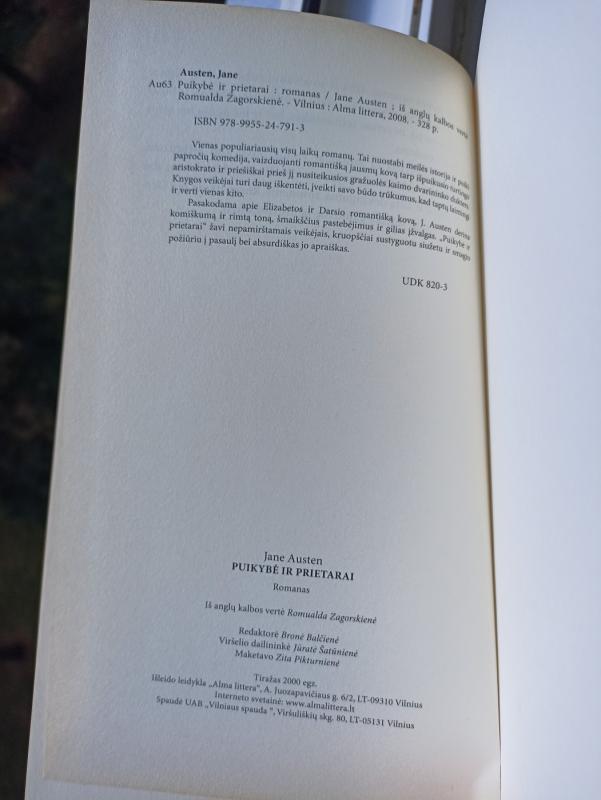 Austen, Jane
Au63 Puikybė ir prietarai : romanas / Jane Austen ; iš anglų kalbos vertė
Romualda Zagorskienė. - Vilnius : Alma littera, 2008. - 328 p.
ISBN 978-9955-24-791-3
Vienas populiariausių visų laikų romanų. Tai nuostabi meilės istorija ir puiki
papročių komedija, vaizduojanti romantišką jausmų kovą tarp išpuikusio turtingo
aristokrato ir priešiškai prieš jį nusiteikusios gražuolės kaimo dvarininko dukters.
Knygos veikėjai turi daug iškentėti, įveikti savo būdo trūkumus, kad taptų laimingi
ir verti vienas kito.
Pasakodama apie Elizabetos ir Darsio romantišką kovą, J. Austen derina
komiškumą ir rimtą toną, šmaikščius pastebėjimus ir gilias įžvalgas. „Puikybė ir
prietarai“ žavi nepamirštamais veikėjais, kruopščiai sustyguotu siužetu ir smagiu
požiūriu į pasaulį bei absurdiškas jo apraiškas.
UDK 820-3
Jane Austen
PUIKYBĖ IR PRIETARAI
Romanas
Iš anglų kalbos vertė Romualda Zagorskienė
Redaktorė Bronė Balčienė
Viršelio dailininkė Jūratė Šatūnienė
Maketavo Zita Pikturnienė
Tiražas 2000 egz.
Išleido leidykla „Alma littera“, A. Juozapavičiaus g. 6/2, LT-09310 Vilnius
Interneto svetainė: www.almalittera.lt
Spaudė UAB „Vilniaus spauda “, Viršuliškių skg. 80, LT-05131 Vilnius